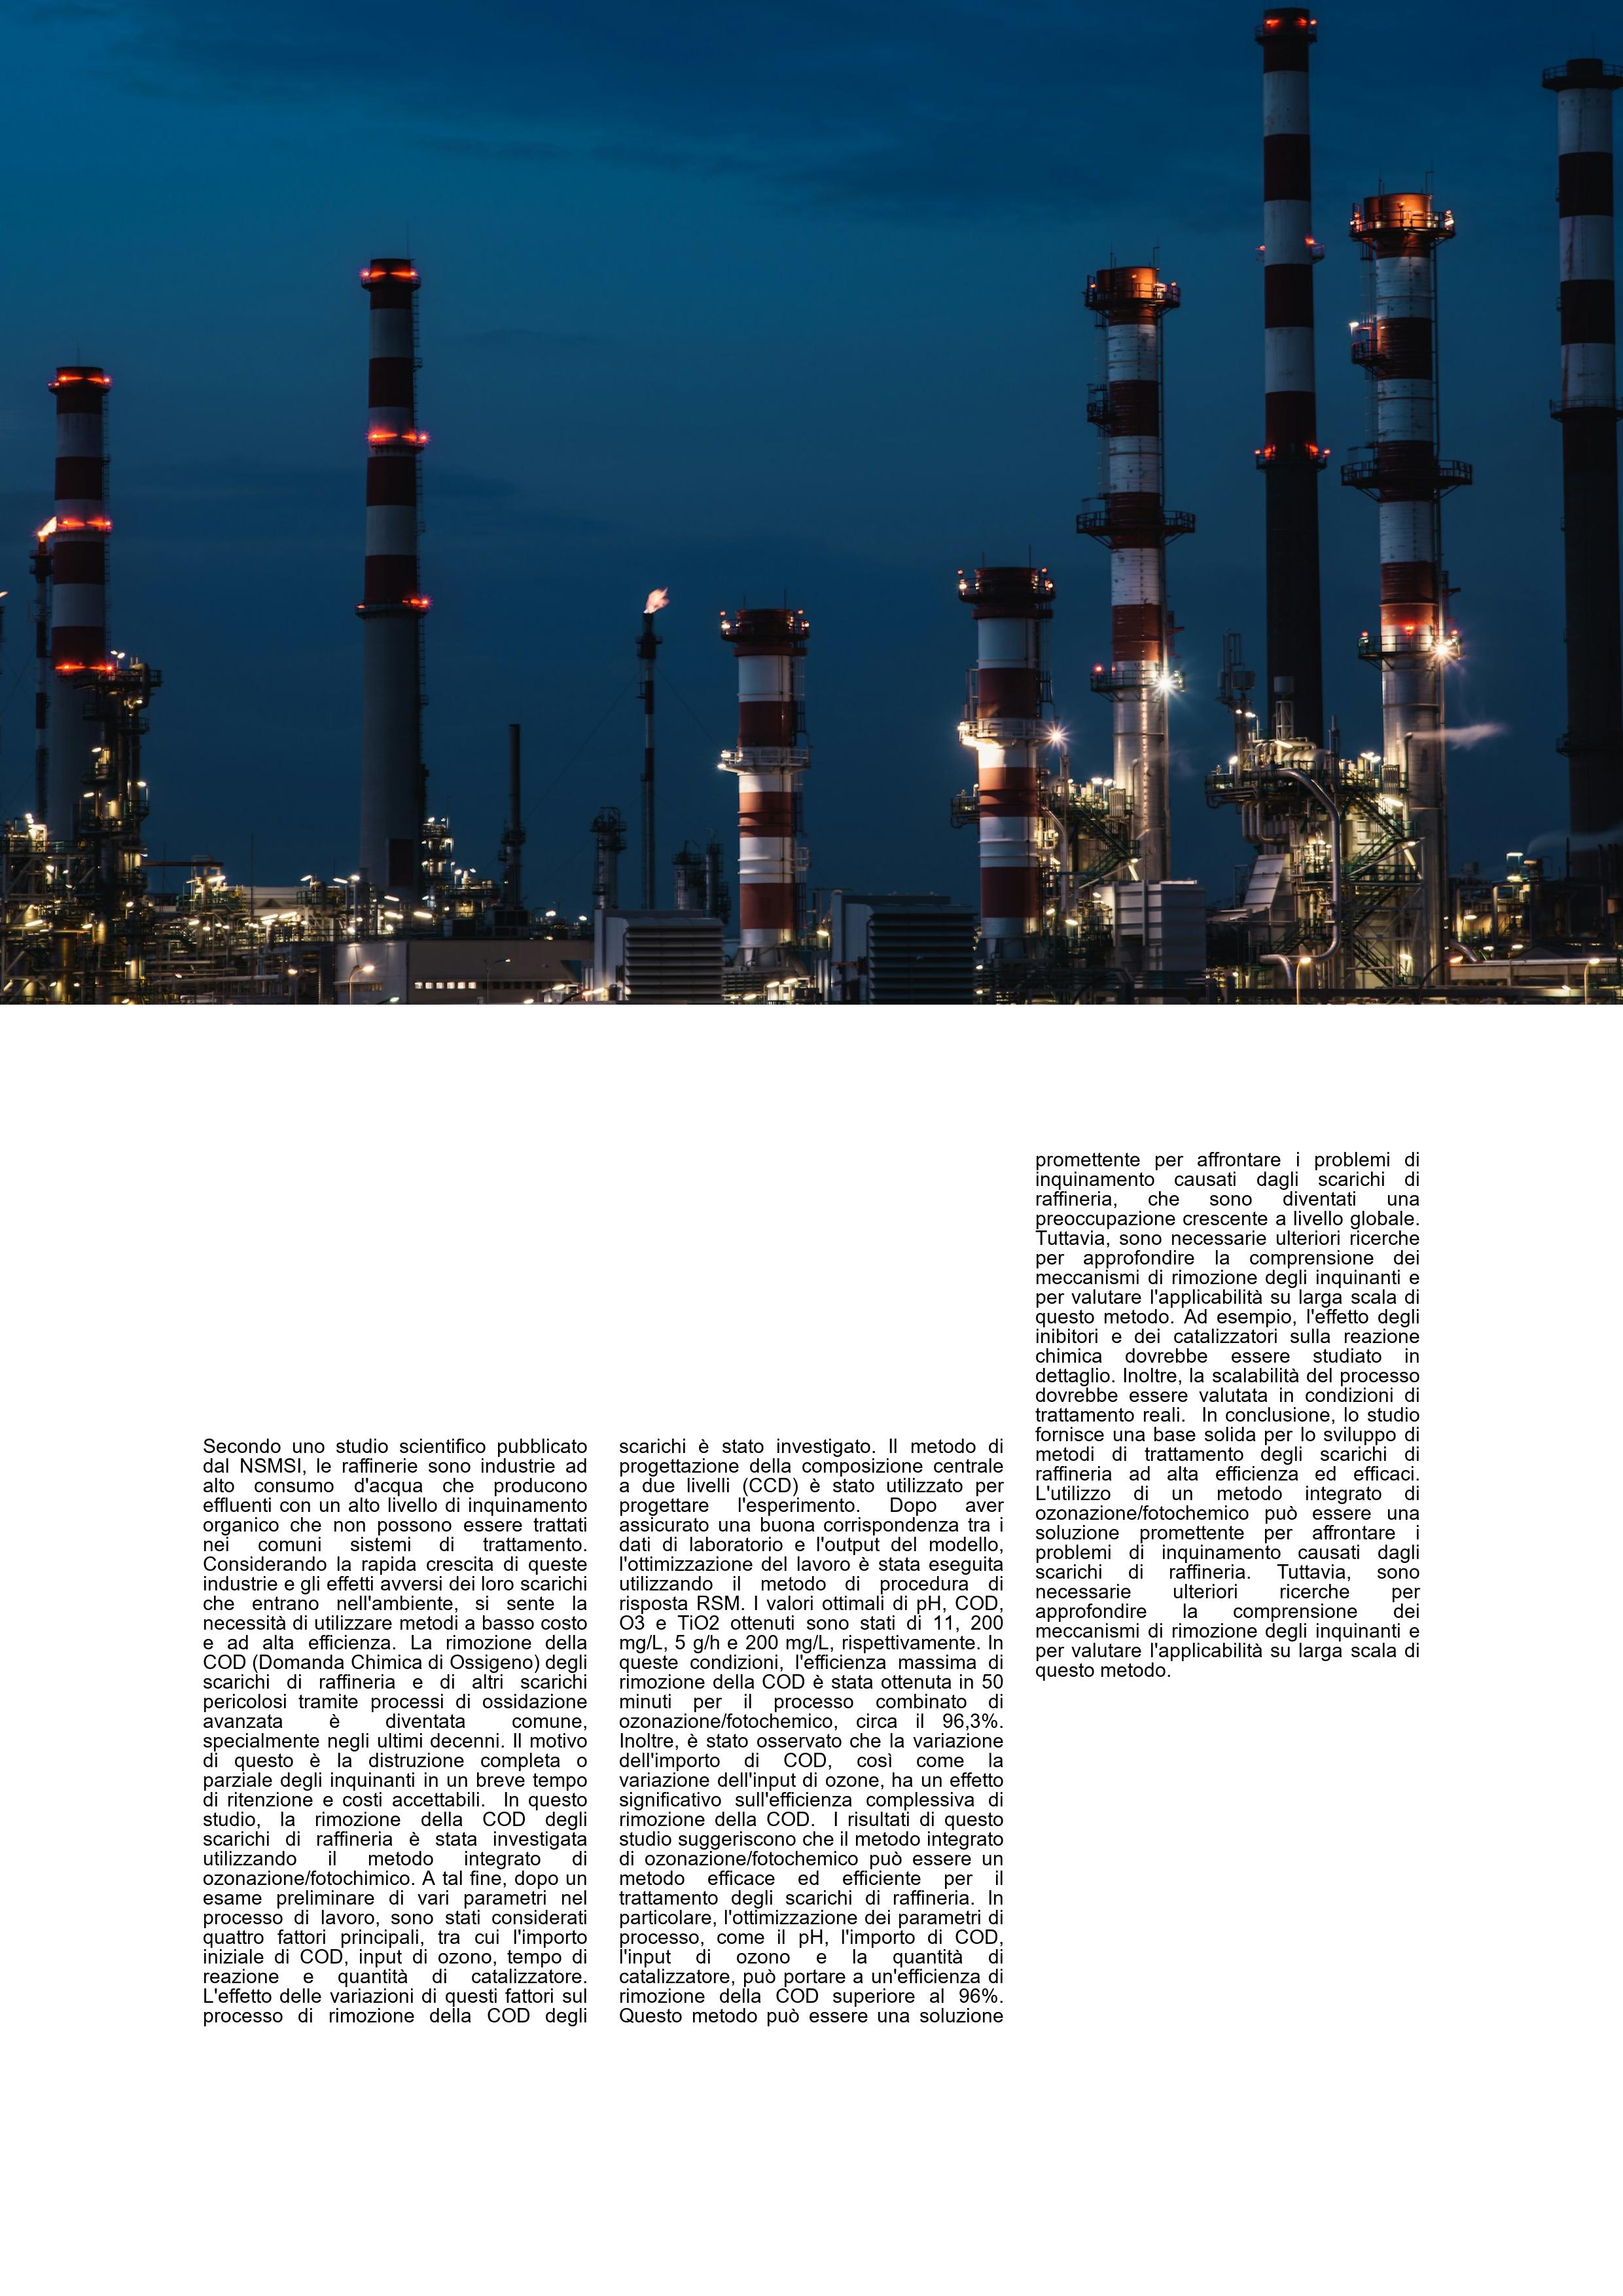 Secondo uno studio scientifico pubblicato
dal NSMSI, le raffinerie sono industrie ad
alto consumo d'acqua che producono
effluenti con un alto livello di inquinamento
organico che non possono essere trattati
nei comuni sistemi di trattamento.
Considerando la rapida crescita di queste
industrie e gli effetti avversi dei loro scarichi
che entrano nell'ambiente, si sente la
necessità di utilizzare metodi a basso costo
e ad alta efficienza. La rimozione della
COD (Domanda Chimica di Ossigeno) degli
scarichi di raffineria e di altri scarichi
pericolosi tramite processi di ossidazione
avanzata è diventata comune,
specialmente negli ultimi decenni. Il motivo
di questo è la distruzione completa o
parziale degli inquinanti in un breve tempo
di ritenzione e costi accettabili.  In questo
studio, la rimozione della COD degli
scarichi di raffineria è stata investigata
utilizzando il metodo integrato di
ozonazione/fotochimico. A tal fine, dopo un
esame preliminare di vari parametri nel
processo di lavoro, sono stati considerati
quattro fattori principali, tra cui l'importo
iniziale di COD, input di ozono, tempo di
reazione e quantità di catalizzatore.
L'effetto delle variazioni di questi fattori sul
processo di rimozione della COD degli
scarichi è stato investigato. Il metodo di
progettazione della composizione centrale
a due livelli (CCD) è stato utilizzato per
progettare l'esperimento. Dopo aver
assicurato una buona corrispondenza tra i
dati di laboratorio e l'output del modello,
l'ottimizzazione del lavoro è stata eseguita
utilizzando il metodo di procedura di
risposta RSM. I valori ottimali di pH, COD,
O3 e TiO2 ottenuti sono stati di 11, 200
mg/L, 5 g/h e 200 mg/L, rispettivamente. In
queste condizioni, l'efficienza massima di
rimozione della COD è stata ottenuta in 50
minuti per il processo combinato di
ozonazione/fotochemico, circa il 96,3%.
Inoltre, è stato osservato che la variazione
dell'importo di COD, così come la
variazione dell'input di ozone, ha un effetto
significativo sull'efficienza complessiva di
rimozione della COD.  I risultati di questo
studio suggeriscono che il metodo integrato
di ozonazione/fotochemico può essere un
metodo efficace ed efficiente per il
trattamento degli scarichi di raffineria. In
particolare, l'ottimizzazione dei parametri di
processo, come il pH, l'importo di COD,
l'input di ozono e la quantità di
catalizzatore, può portare a un'efficienza di
rimozione della COD superiore al 96%.
Questo metodo può essere una soluzione
promettente per affrontare i problemi di
inquinamento causati dagli scarichi di
raffineria, che sono diventati una
preoccupazione crescente a livello globale.
Tuttavia, sono necessarie ulteriori ricerche
per approfondire la comprensione dei
meccanismi di rimozione degli inquinanti e
per valutare l'applicabilità su larga scala di
questo metodo. Ad esempio, l'effetto degli
inibitori e dei catalizzatori sulla reazione
chimica dovrebbe essere studiato in
dettaglio. Inoltre, la scalabilità del processo
dovrebbe essere valutata in condizioni di
trattamento reali.  In conclusione, lo studio
fornisce una base solida per lo sviluppo di
metodi di trattamento degli scarichi di
raffineria ad alta efficienza ed efficaci.
L'utilizzo di un metodo integrato di
ozonazione/fotochemico può essere una
soluzione promettente per affrontare i
problemi di inquinamento causati dagli
scarichi di raffineria. Tuttavia, sono
necessarie ulteriori ricerche per
approfondire la comprensione dei
meccanismi di rimozione degli inquinanti e
per valutare l'applicabilità su larga scala di
questo metodo.